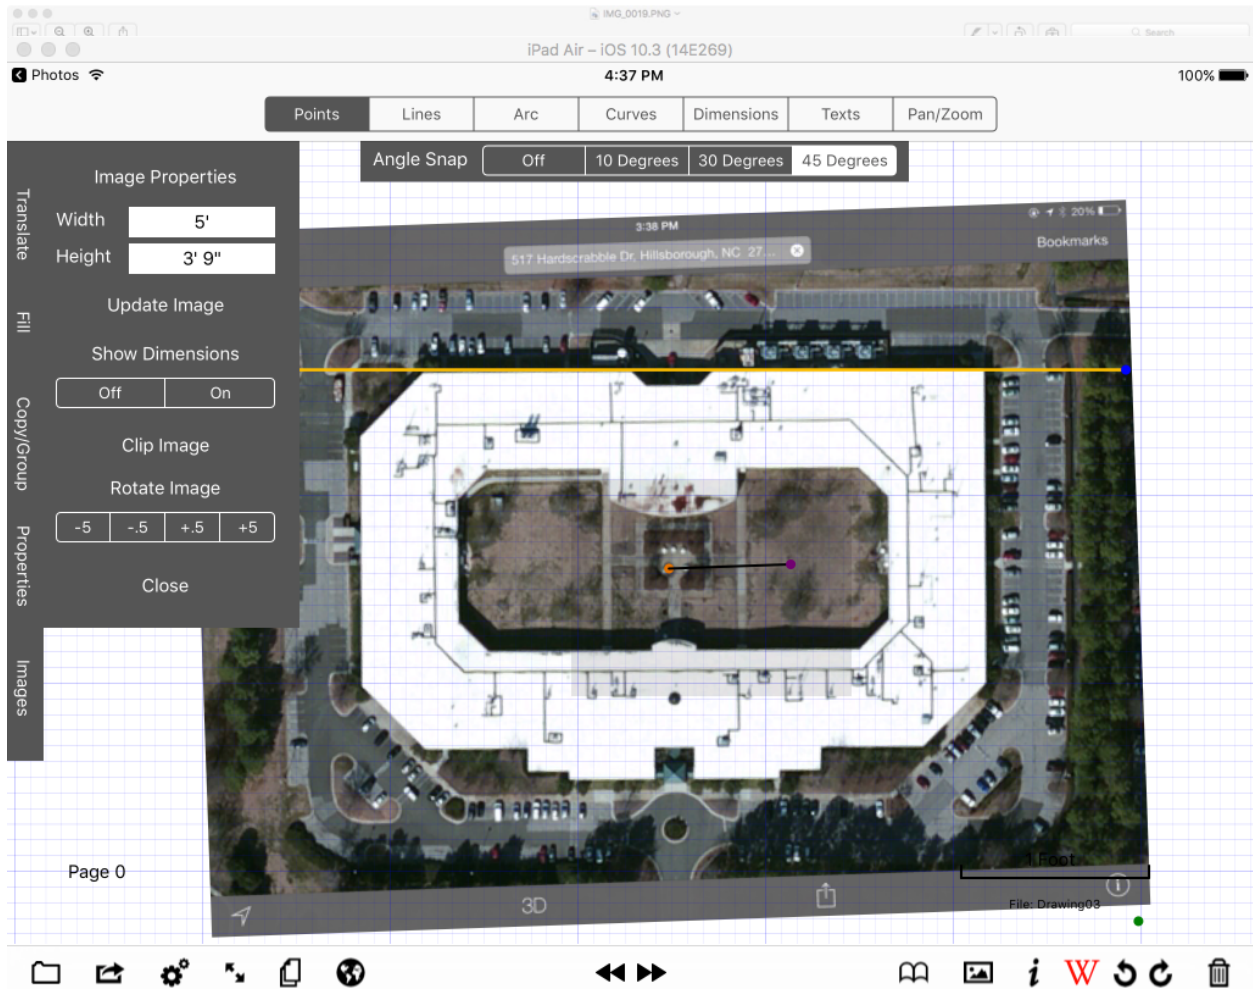 IMG_0019.PNG
Search
iPad Air – iOS 10.3 (14E269)
Photos
4:37 PM
100%
Points Lines Arc Curves Dimensions Texts Pan/Zoom
Angle Snap Off 10 Degrees 30 Degrees 45 Degrees
Translate
Fill
Copy/Group
Properties
Images
Image Properties
Width 5'
Height 3' 9"
Update Image
Show Dimensions
Off On
Clip Image
Rotate Image
-5 -.5 +.5 +5
Close
3:38 PM
20%
517 Hardscrabble Dr, Hillsborough, NC 27...
Bookmarks
Page 0
3D
1 Foot
File: Drawing03
W